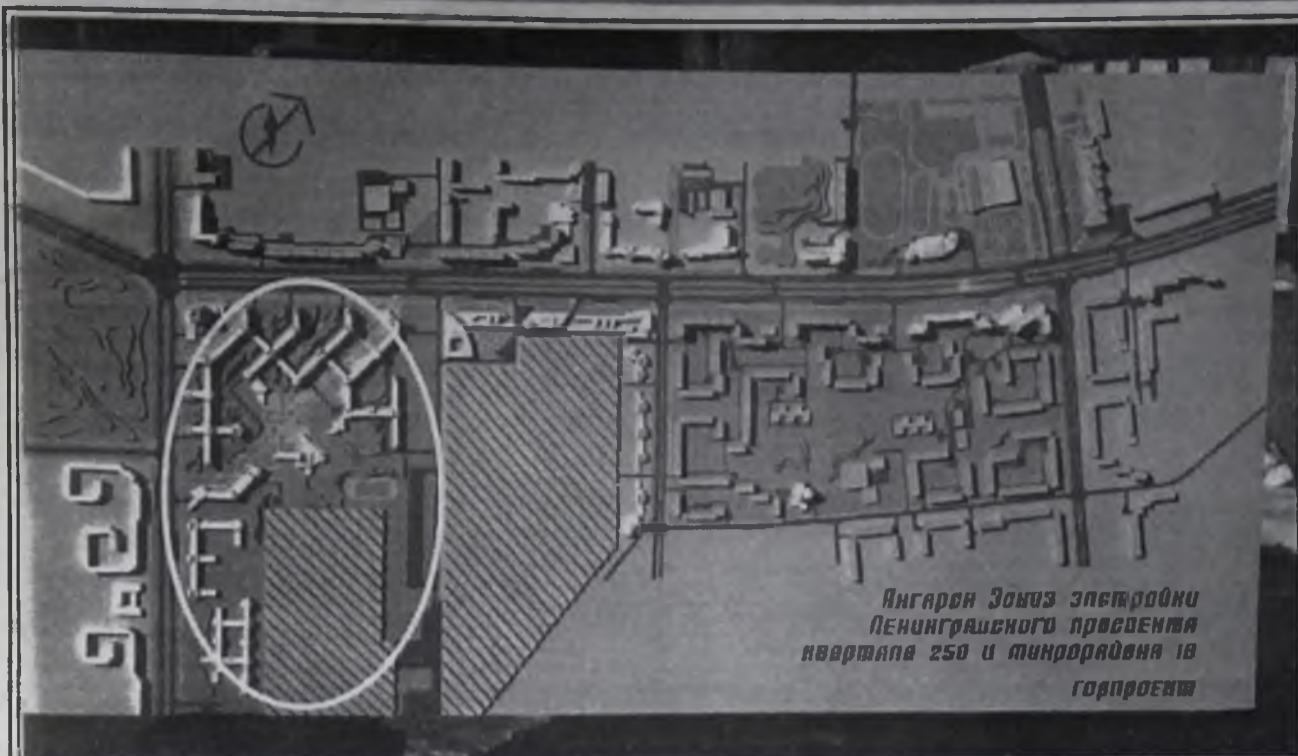 Ангарск Эскиз застройки
Ленинградского проспекта
квартала 250 и микрорайона 18
горпроект